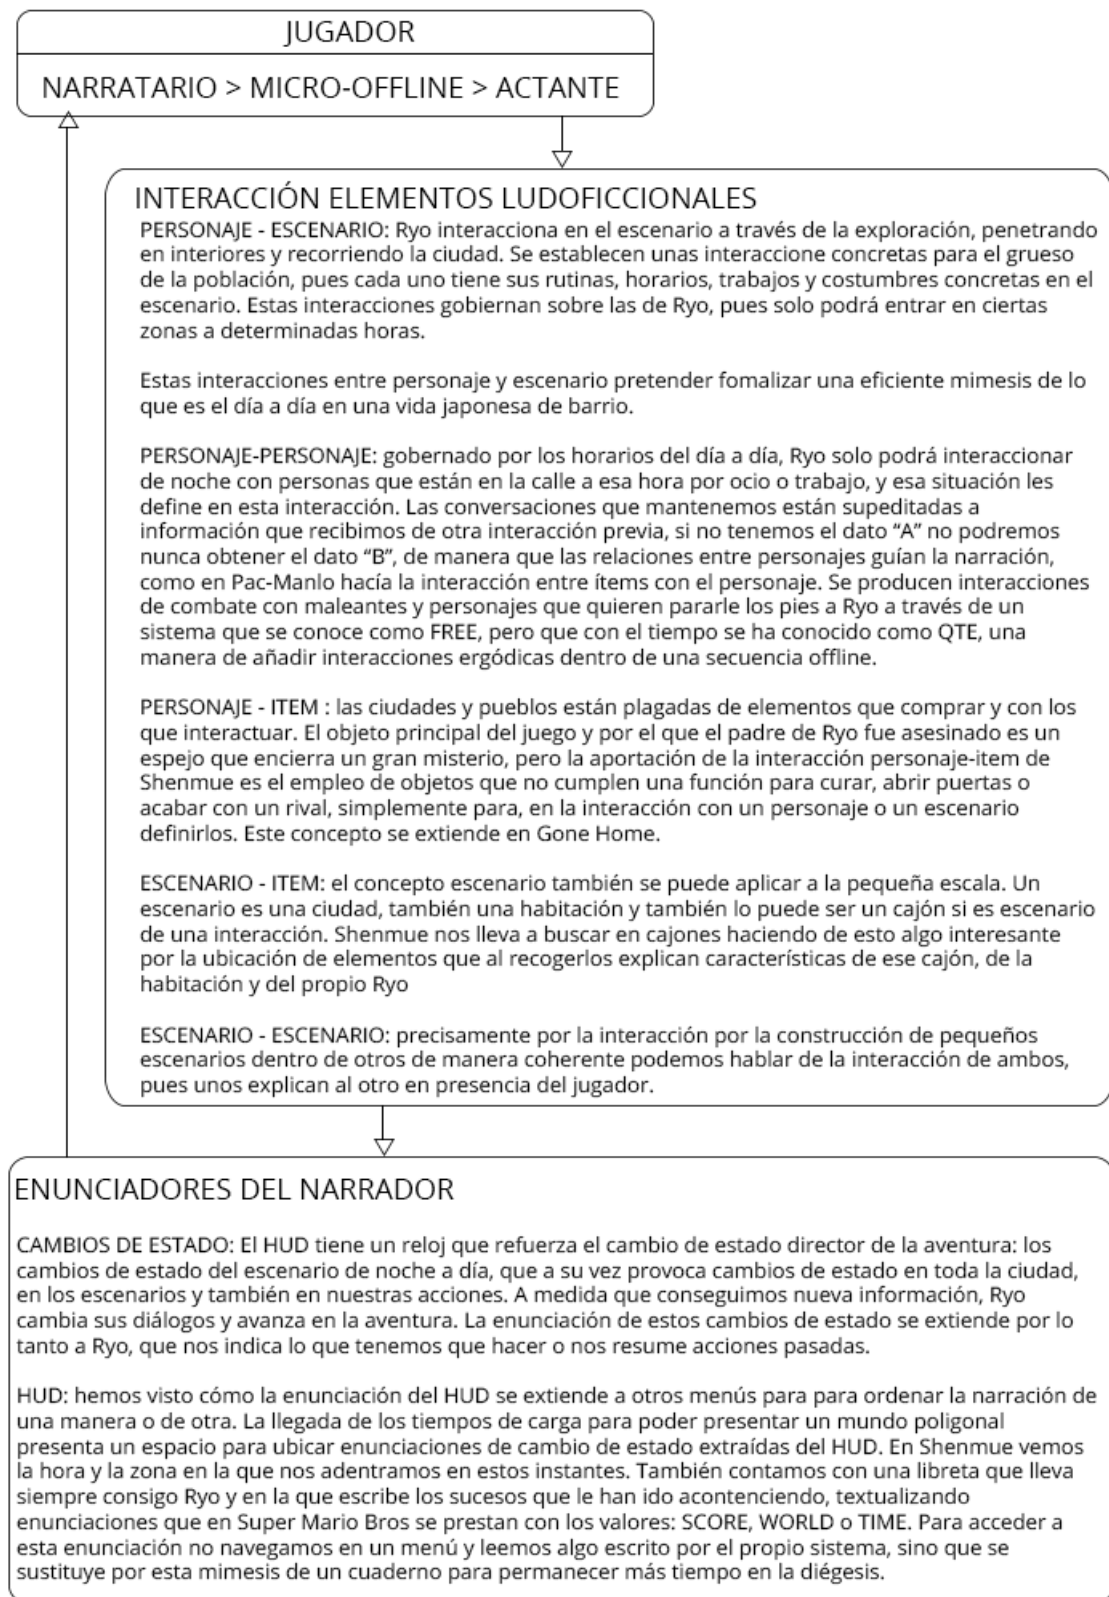 JUGADOR
NARRATARIO > MICRO-OFFLINE > ACTANTE
INTERACCIÓN ELEMENTOS LUDOFICCIONALES
PERSONAJE - ESCENARIO: Ryo interacciona en el escenario a través de la exploración, penetrando
en interiores y recorriendo la ciudad. Se establecen unas interaccione concretas para el grueso
de la población, pues cada uno tiene sus rutinas, horarios, trabajos y costumbres concretas en el
escenario. Estas interacciones gobiernan sobre las de Ryo, pues solo podrá entrar en ciertas
zonas a determinadas horas.
Estas interacciones entre personaje y escenario pretender fomalizar una eficiente mimesis de lo
que es el día a día en una vida japonesa de barrio.
PERSONAJE-PERSONAJE: gobernado por los horarios del día a día, Ryo solo podrá interaccionar
de noche con personas que están en la calle a esa hora por ocio o trabajo, y esa situación les
define en esta interacción. Las conversaciones que mantenemos están supeditadas a
información que recibimos de otra interacción previa, si no tenemos el dato “A” no podremos
nunca obtener el dato “B”, de manera que las relaciones entre personajes guían la narración,
como en Pac-Manlo hacía la interacción entre ítems con el personaje. Se producen interacciones
de combate con maleantes y personajes que quieren pararle los pies a Ryo a través de un
sistema que se conoce como FREE, pero que con el tiempo se ha conocido como QTE, una
manera de añadir interacciones ergódicas dentro de una secuencia offline.
PERSONAJE - ITEM : las ciudades y pueblos están plagadas de elementos que comprar y con los
que interactuar. El objeto principal del juego y por el que el padre de Ryo fue asesinado es un
espejo que encierra un gran misterio, pero la aportación de la interacción personaje-item de
Shenmue es el empleo de objetos que no cumplen una función para curar, abrir puertas o
acabar con un rival, simplemente para, en la interacción con un personaje o un escenario
definirlos. Este concepto se extiende en Gone Home.
ESCENARIO - ITEM: el concepto escenario también se puede aplicar a la pequeña escala. Un
escenario es una ciudad, también una habitación y también lo puede ser un cajón si es escenario
de una interacción. Shenmue nos lleva a buscar en cajones haciendo de esto algo interesante
por la ubicación de elementos que al recogerlos explican características de ese cajón, de la
habitación y del propio Ryo
ESCENARIO - ESCENARIO: precisamente por la interacción por la construcción de pequeños
escenarios dentro de otros de manera coherente podemos hablar de la interacción de ambos,
pues unos explican al otro en presencia del jugador.
ENUNCIADORES DEL NARRADOR
CAMBIOS DE ESTADO: El HUD tiene un reloj que refuerza el cambio de estado director de la aventura: los
cambios de estado del escenario de noche a día, que a su vez provoca cambios de estado en toda la ciudad,
en los escenarios y también en nuestras acciones. A medida que conseguimos nueva información, Ryo
cambia sus diálogos y avanza en la aventura. La enunciación de estos cambios de estado se extiende por lo
tanto a Ryo, que nos indica lo que tenemos que hacer o nos resume acciones pasadas.
HUD: hemos visto cómo la enunciación del HUD se extiende a otros menús para para ordenar la narración de
una manera o de otra. La llegada de los tiempos de carga para poder presentar un mundo poligonal
presenta un espacio para ubicar enunciaciones de cambio de estado extraídas del HUD. En Shenmue vemos
la hora y la zona en la que nos adentramos en estos instantes. También contamos con una libreta que lleva
siempre consigo Ryo y en la que escribe los sucesos que le han ido acontenciendo, textualizando
enunciaciones que en Super Mario Bros se prestan con los valores: SCORE, WORLD o TIME. Para acceder a
esta enunciación no navegamos en un menú y leemos algo escrito por el propio sistema, sino que se
sustituye por esta mimesis de un cuaderno para permanecer más tiempo en la diégesis.